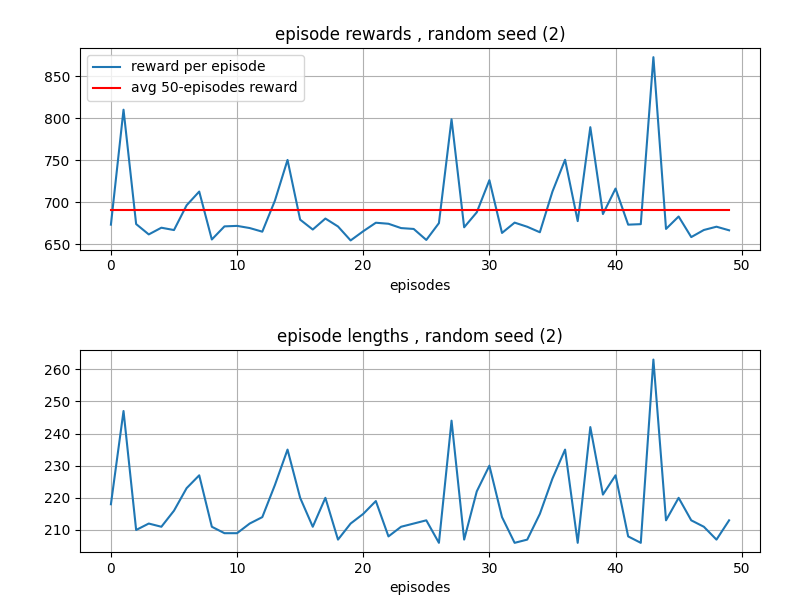 episode rewards , random seed (2)
reward per episode
avg 50-episodes reward
850
800
750
700
650
0 10 20 30 40 50
episodes
episode lengths , random seed (2)
260
250
240
230
220
210
0 10 20 30 40 50
episodes